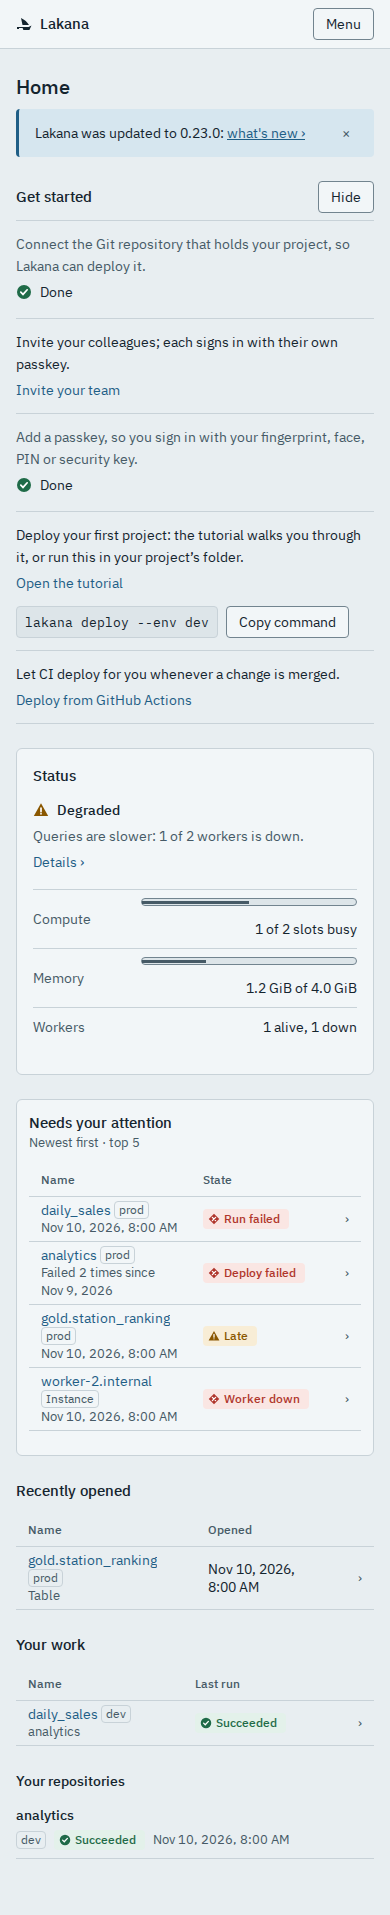 Lakana
Menu
Home
Lakana was updated to 0.23.0: what's new ›
×
Get started
Hide
Connect the Git repository that holds your project, so
Lakana can deploy it.
Done
Invite your colleagues; each signs in with their own
passkey.
Invite your team
Add a passkey, so you sign in with your fingerprint, face,
PIN or security key.
Done
Deploy your first project: the tutorial walks you through
it, or run this in your project’s folder.
Open the tutorial
lakana deploy --env dev
Copy command
Let CI deploy for you whenever a change is merged.
Deploy from GitHub Actions
Status
Degraded
Queries are slower: 1 of 2 workers is down.
Details ›
Compute
1 of 2 slots busy
Memory
1.2 GiB of 4.0 GiB
Workers
1 alive, 1 down
Needs your attention
Newest first · top 5
Name State
daily_sales prod
Nov 10, 2026, 8:00 AM
Run failed ›
analytics prod
Failed 2 times since
Nov 9, 2026
Deploy failed ›
gold.station_ranking
prod
Nov 10, 2026, 8:00 AM
Late ›
worker-2.internal
Instance
Nov 10, 2026, 8:00 AM
Worker down ›
Recently opened
Name Opened
gold.station_ranking
prod
Table
Nov 10, 2026,
8:00 AM ›
Your work
Name Last run
daily_sales dev
analytics
Succeeded ›
Your repositories
analytics
dev Succeeded Nov 10, 2026, 8:00 AM